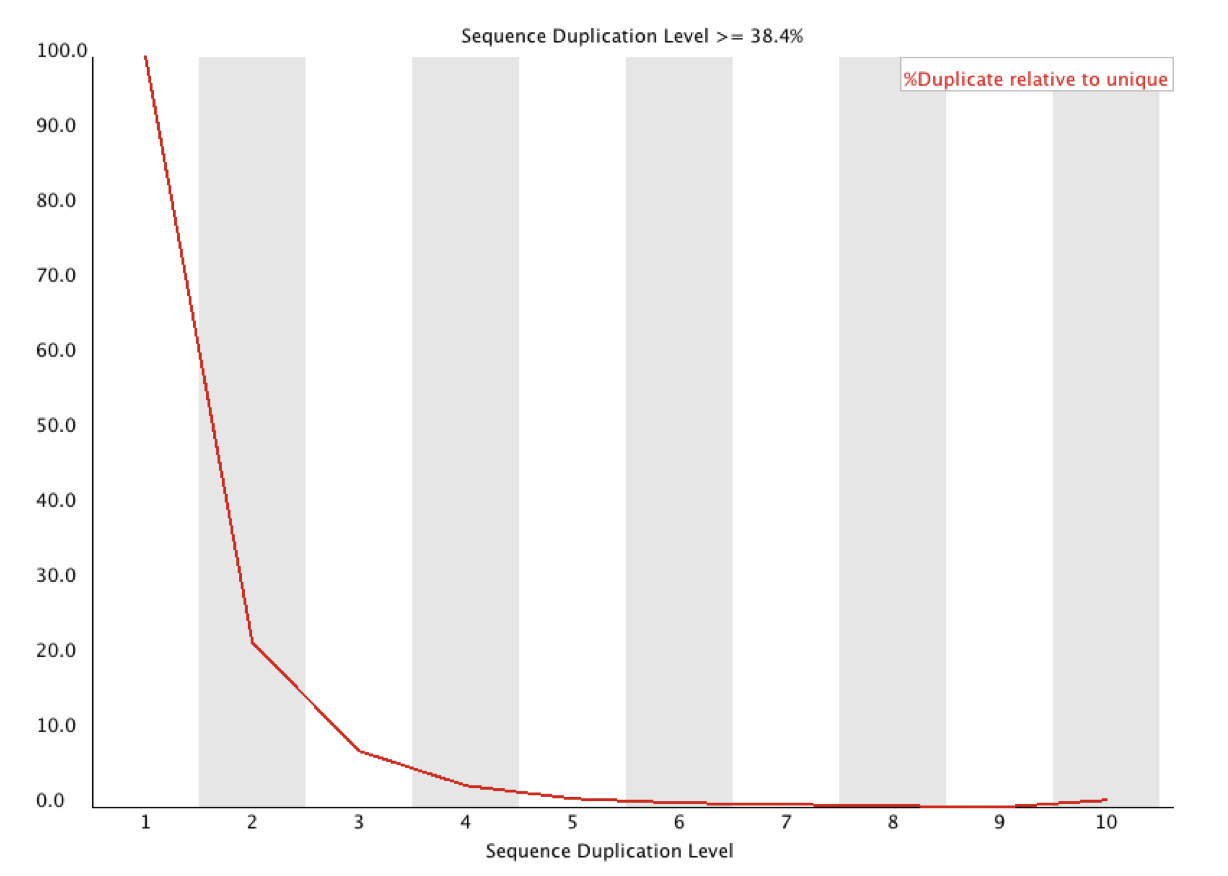 Sequence Duplication Level >= 38.4%
%Duplicate relative to unique
100.0
90.0
80.0
70.0
60.0
50.0
40.0
30.0
20.0
10.0
0.0
1 2 3 4 5 6 7 8 9 10
Sequence Duplication Level